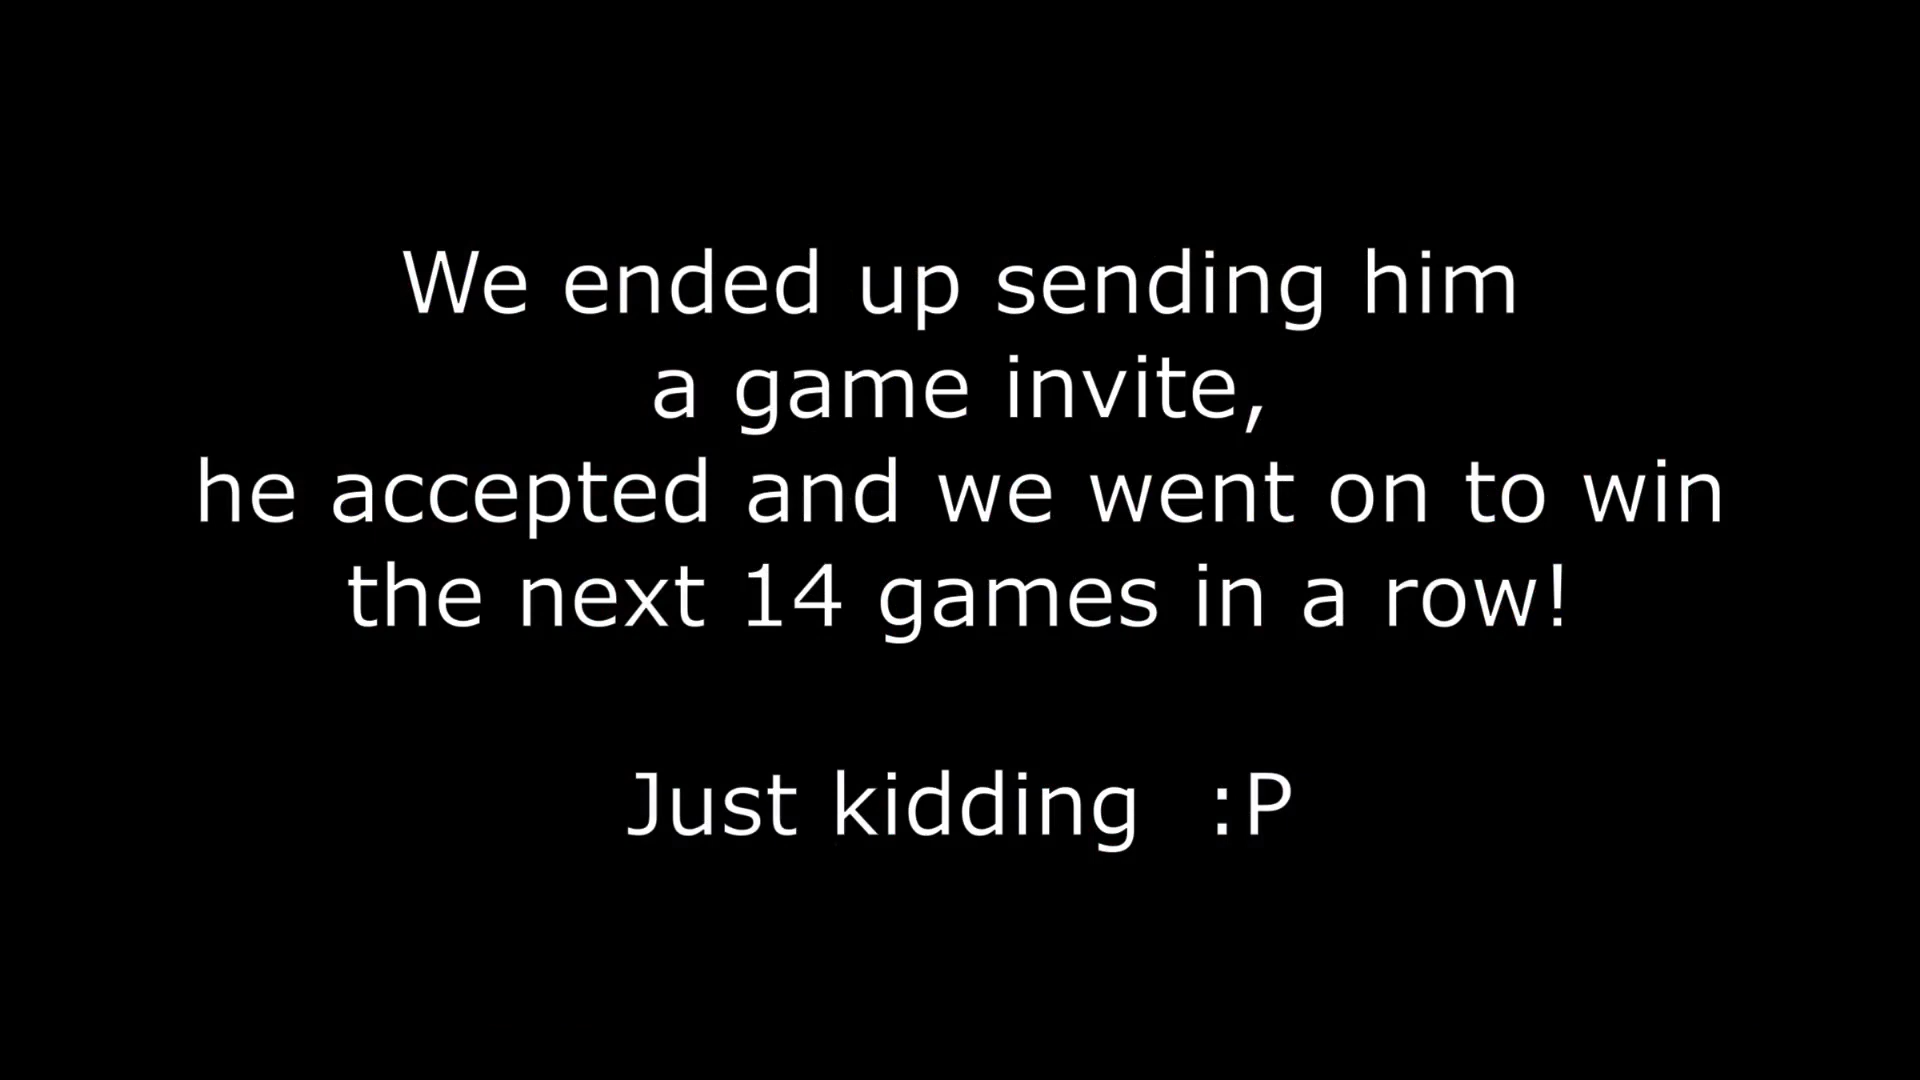 We ended up sending him
a game invite,
he accepted and we went on to win
the next 14 games in a row!
Just kidding  :P